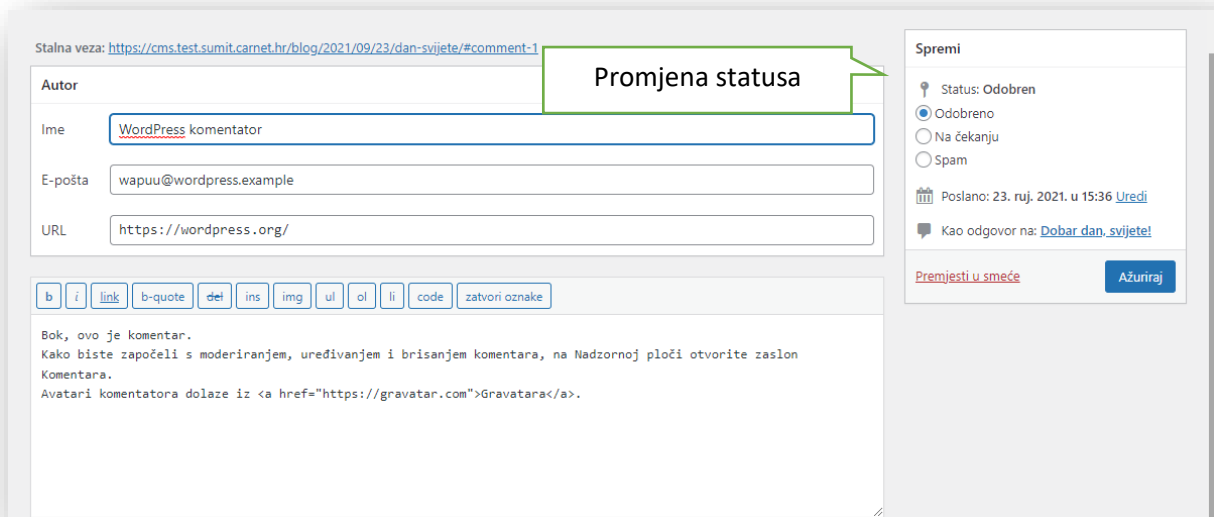 Stalna veza: https://cms.test.sumit.carnet.hr/blog/2021/09/23/dan-svijete/#comment-1
Promjena statusa
Autor
Ime
WordPress komentator
E-pošta
wapuu@wordpress.example
URL
https://wordpress.org/
b
i
link
b-quote
del
ins
img
ul
ol
li
code
zatvori oznake
Bok, ovo je komentar.
Kako biste započeli s moderiranjem, uređivanjem i brisanjem komentara, na Nadzornoj ploči otvorite zaslon
Komentara.
Avatari komentatora dolaze iz <a href="https://gravatar.com">Gravatara</a>.
Spremi
Status: Odobren
Odobreno
Na čekanju
Spam
Poslano: 23. ruj. 2021. u 15:36 Uredi
Kao odgovor na: Dobar dan, svijete!
Premjesti u smeće
Ažuriraj